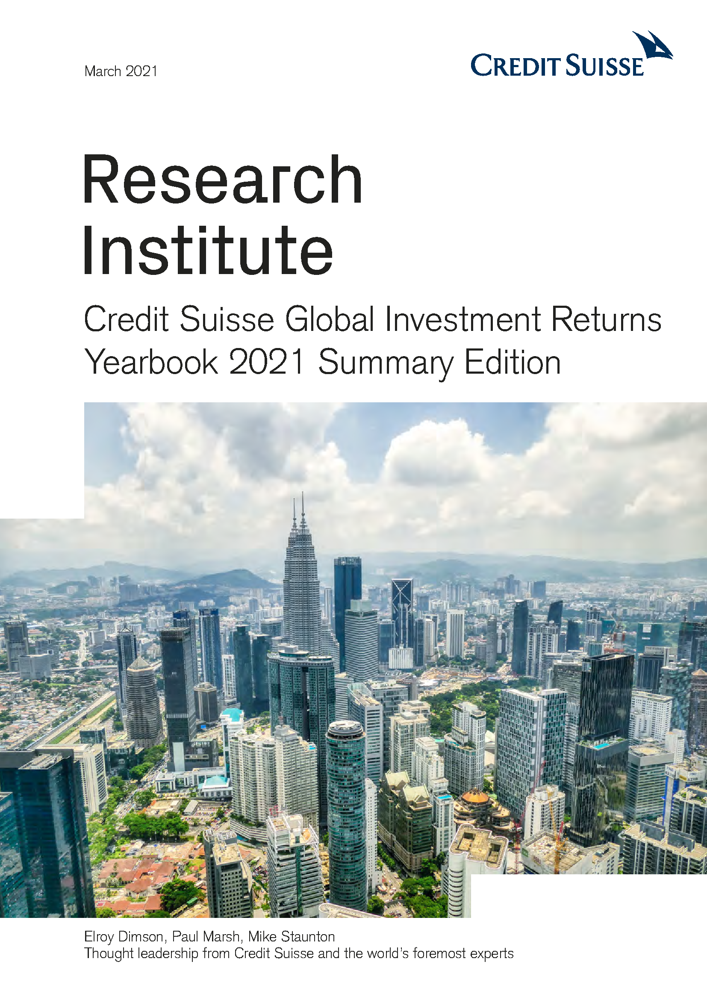 March 2021
CREDIT SUISSE
Research
Institute
Credit Suisse Global Investment Returns
Yearbook 2021 Summary Edition
Elroy Dimson, Paul Marsh, Mike Staunton
Thought leadership from Credit Suisse and the world's foremost experts